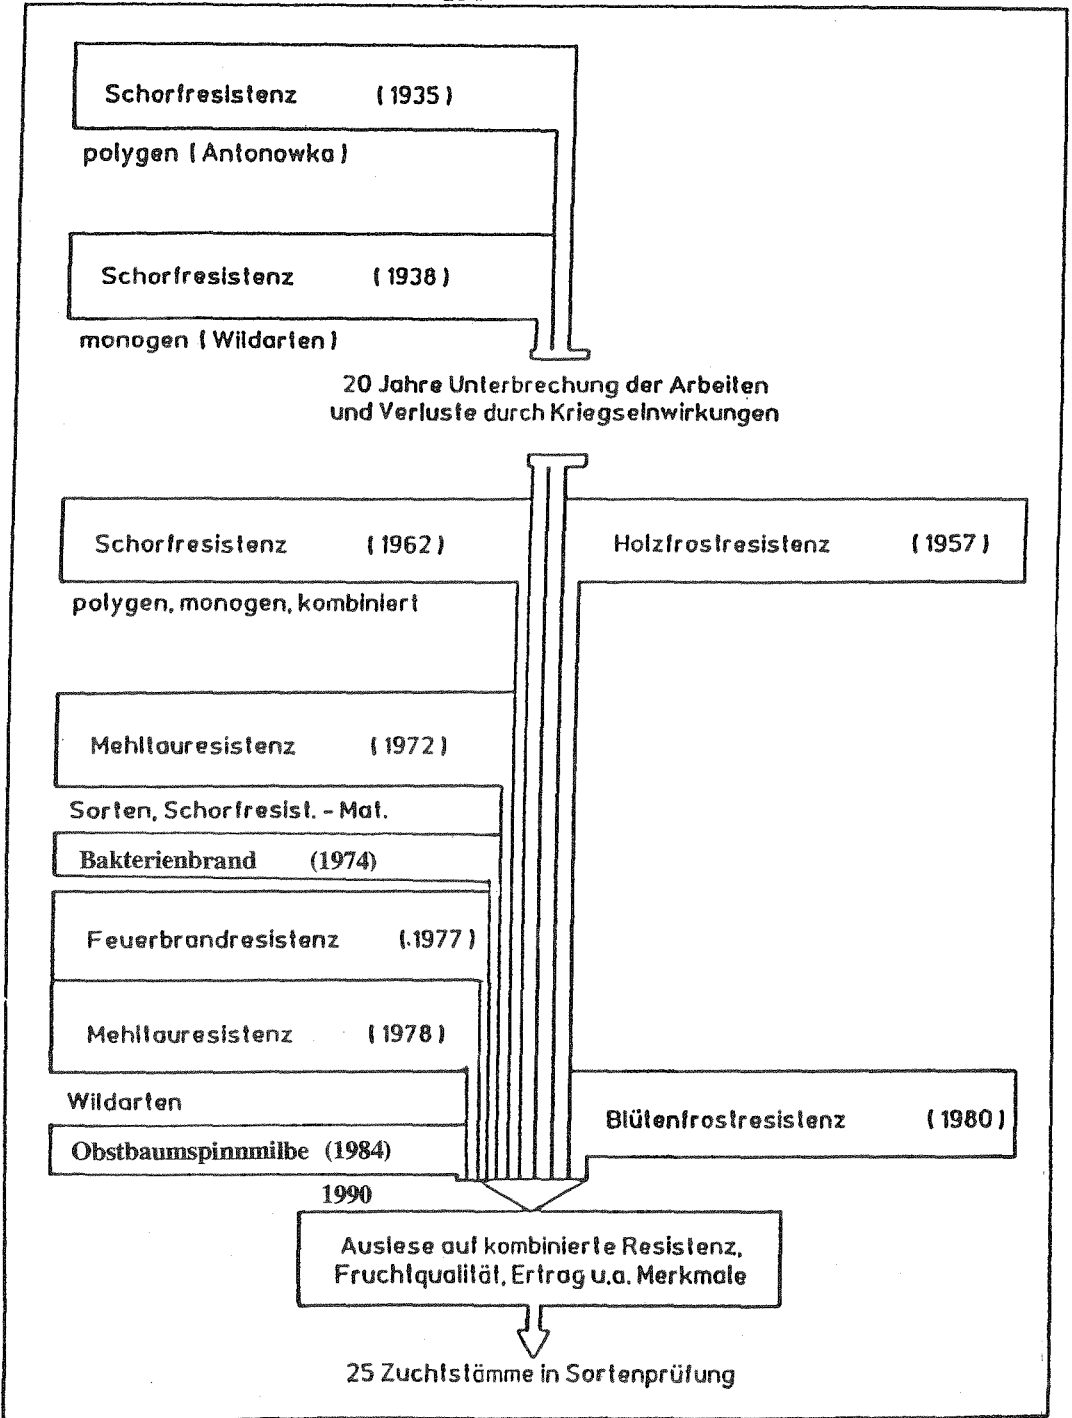 Schorfresistenz (1935)
polygen (Antonowka)
Schorfresistenz (1938)
monogen (Wildarten)
20 Jahre Unterbrechung der Arbeiten
und Verluste durch Kriegseinwirkungen
Schorfresistenz (1962)
Holzfrostresistenz (1957)
polygen, monogen, kombiniert
Mehltauresistenz (1972)
Sorten, Schorfresist. - Mat.
Bakterienbrand (1974)
Feuerbrandresistenz (1977)
Mehltauresistenz (1978)
Wildarten
Blütenfrostresistenz (1980)
Obstbaumspinnmilbe (1984)
1990
Auslese auf kombinierte Resistenz,
Fruchtqualität, Ertrag u.a. Merkmale
25 Zuchtstämme in Sortenprüfung